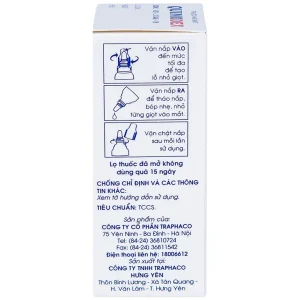 Vặn nắp VÀO
đến mức
tối đa
để tạo
lỗ nhỏ giọt.
Vặn nắp RA
để tháo nắp,
bóp nhẹ, nhỏ
từng giọt vào mắt.
Vặn chặt nắp
sau mỗi lần
sử dụng.
Lọ thuốc đã mở không
dùng quá 15 ngày
CHỐNG CHỈ ĐỊNH VÀ CÁC THÔNG
TIN KHÁC:
Xem tờ hướng dẫn sử dụng.
TIÊU CHUẨN: TCCS.
Sản phẩm của:
CÔNG TY CỔ PHẦN TRAPHACO
75 Yên Ninh - Ba Đình - Hà Nội
Tel: (84-24) 36810724
Fax: (84-24) 36811542
Điện thoại liên hệ: 18006612
Sản xuất tại:
CÔNG TY TNHH TRAPHACO
HƯNG YÊN
Thôn Bình Lương - Xã Tân Quang -
H. Văn Lâm - T. Hưng Yên